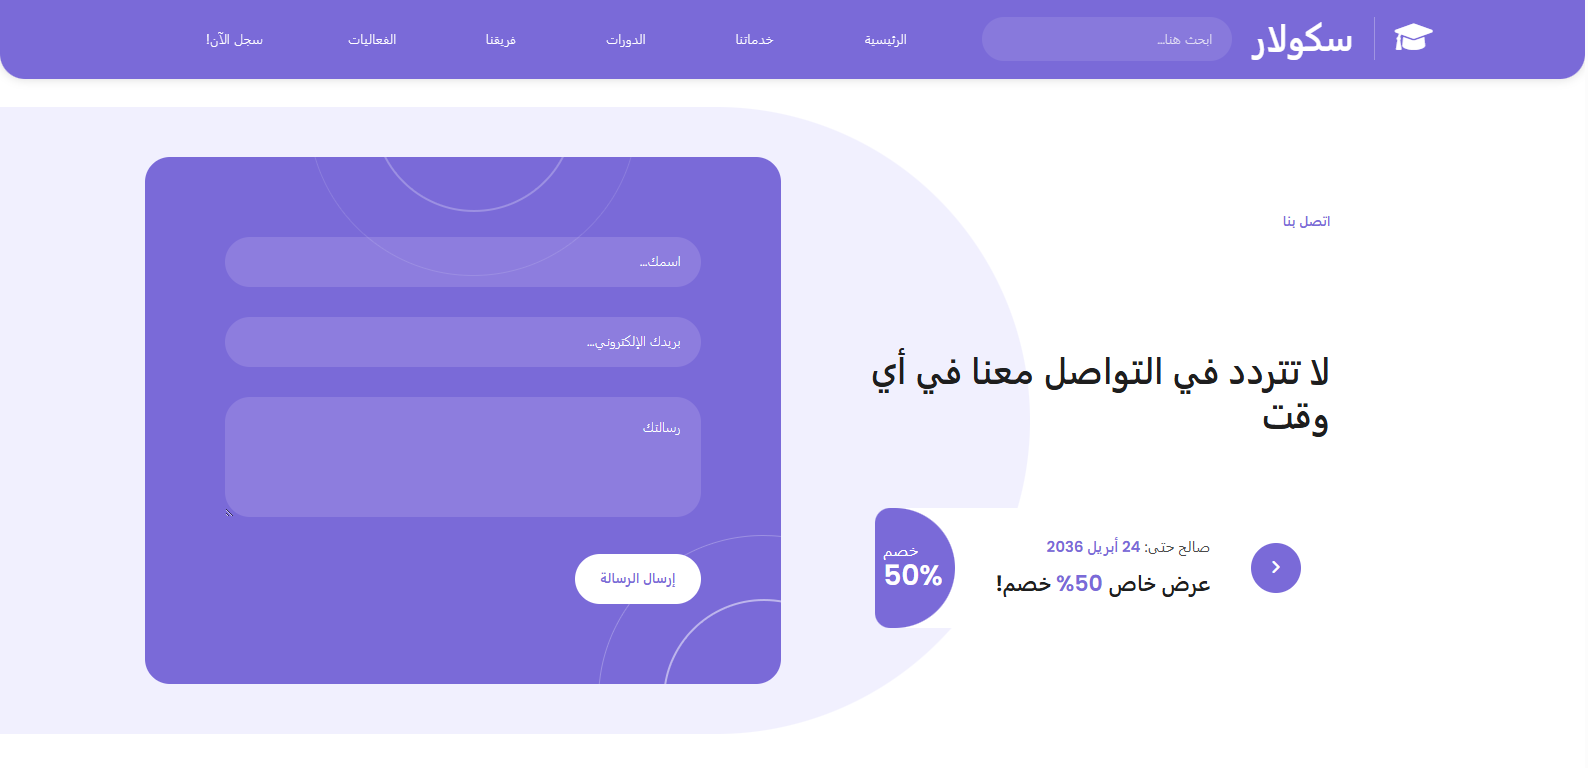 سكولار
ابحث هنا...
الرئيسية
خدماتنا
الدورات
فريقنا
الفعاليات
سجل الآن!
اتصل بنا
لا تتردد في التواصل معنا في أي
وقت
صالح حتى: 24 أبريل 2036
عرض خاص 50% خصم!
خصم
50%
اسمك...
بريدك الإلكتروني...
رسالتك
إرسال الرسالة